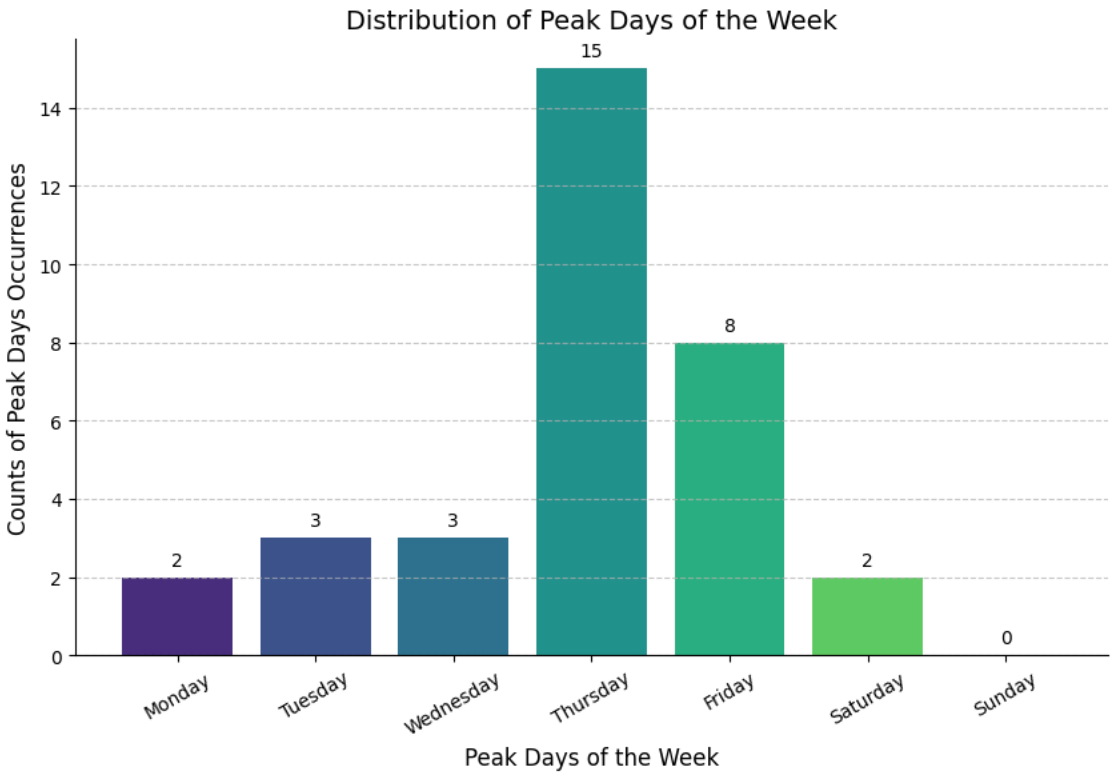 Distribution of Peak Days of the Week
Counts of Peak Days Occurrences
14
12
10
8
6
4
2
0
2
3
3
15
8
2
0
Monday
Tuesday
Wednesday
Thursday
Friday
Saturday
Sunday
Peak Days of the Week